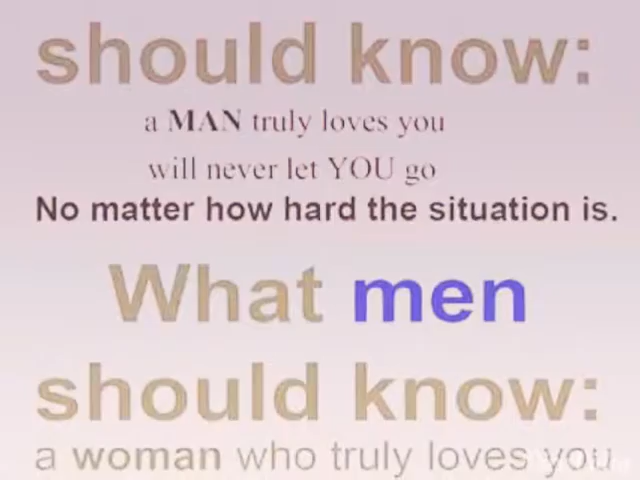 should know:
a MAN truly loves you
will never let YOU go
No matter how hard the situation is.
What men
should know:
a woman who truly loves you